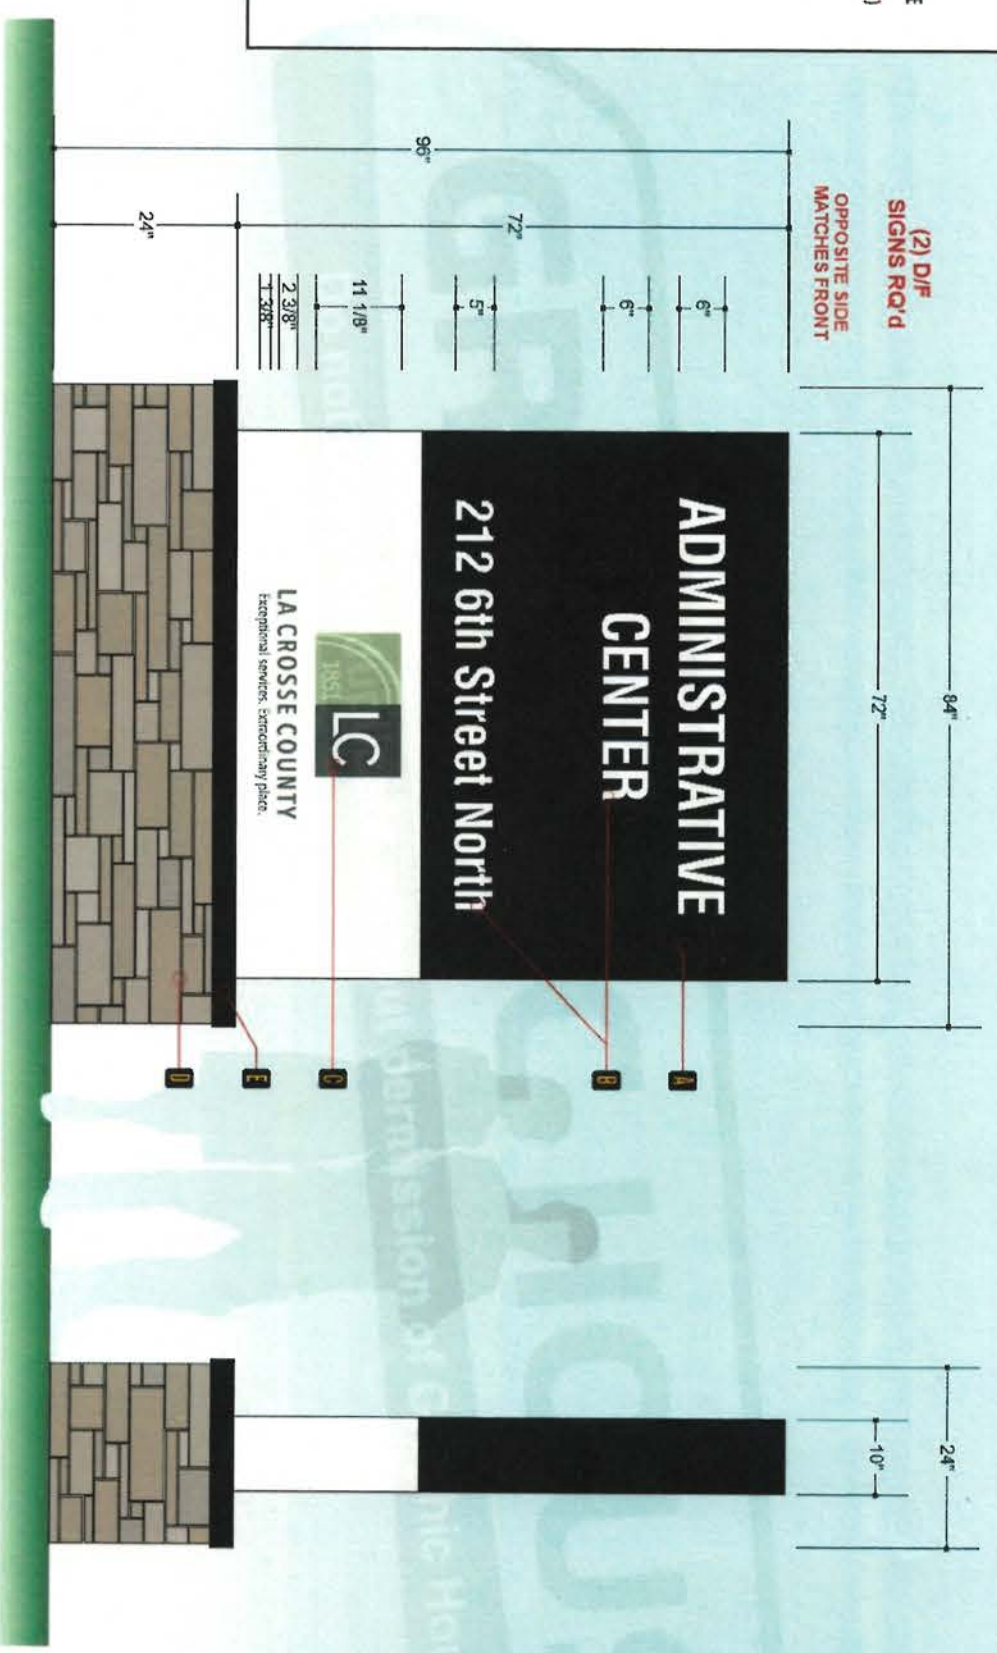 (2) D/F
SIGNS RQ'd
OPPOSITE SIDE
MATCHES FRONT
84"
72"
24"
10"
96"
72"
24"
6"
6"
5"
11 1/8"
2 3/8"
1 3/8"
ADMINISTRATIVE
CENTER
212 6th Street North
1851
LC
LA CROSSE COUNTY
Exceptional services. Extraordinary place.
A
B
C
E
D